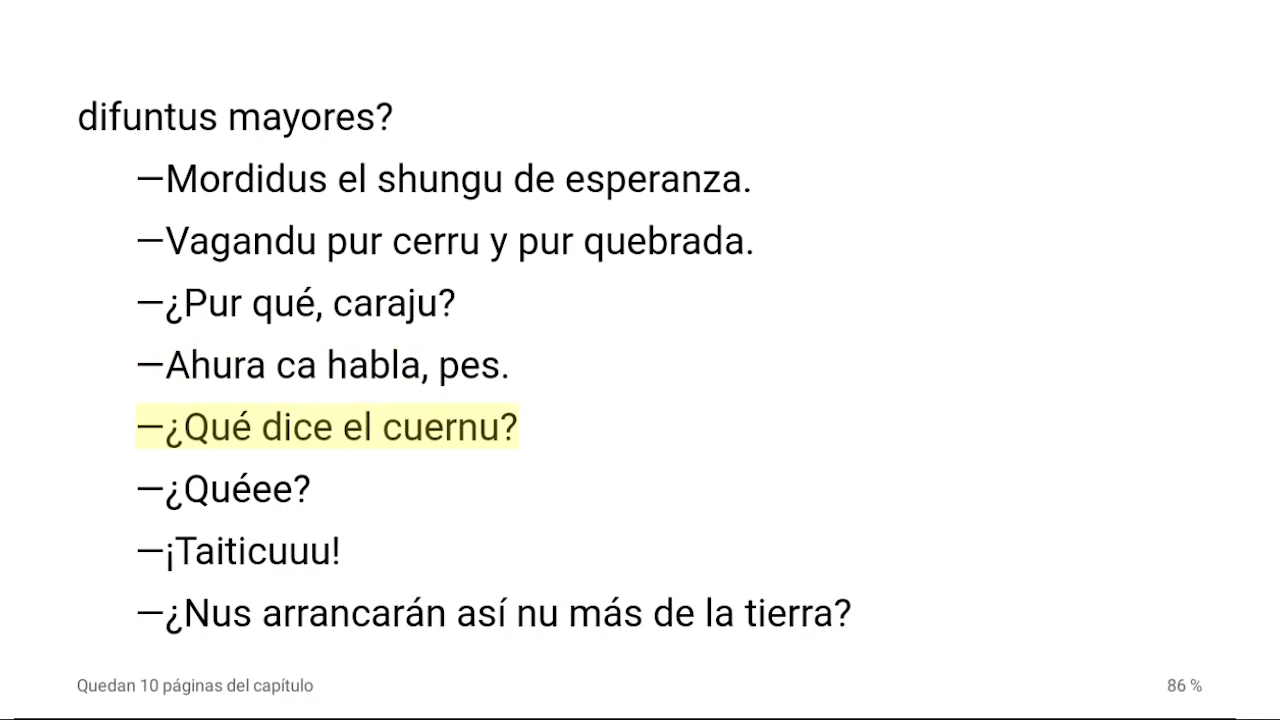 difuntus mayores?
—Mordidus el shungu de esperanza.
—Vagandu pur cerru y pur quebrada.
—¿Pur qué, caraju?
—Ahura ca habla, pes.
—¿Qué dice el cuernu?
—¿Quéee?
—¡Taiticuuu!
—¿Nus arrancarán así nu más de la tierra?
Quedan 10 páginas del capítulo
86 %